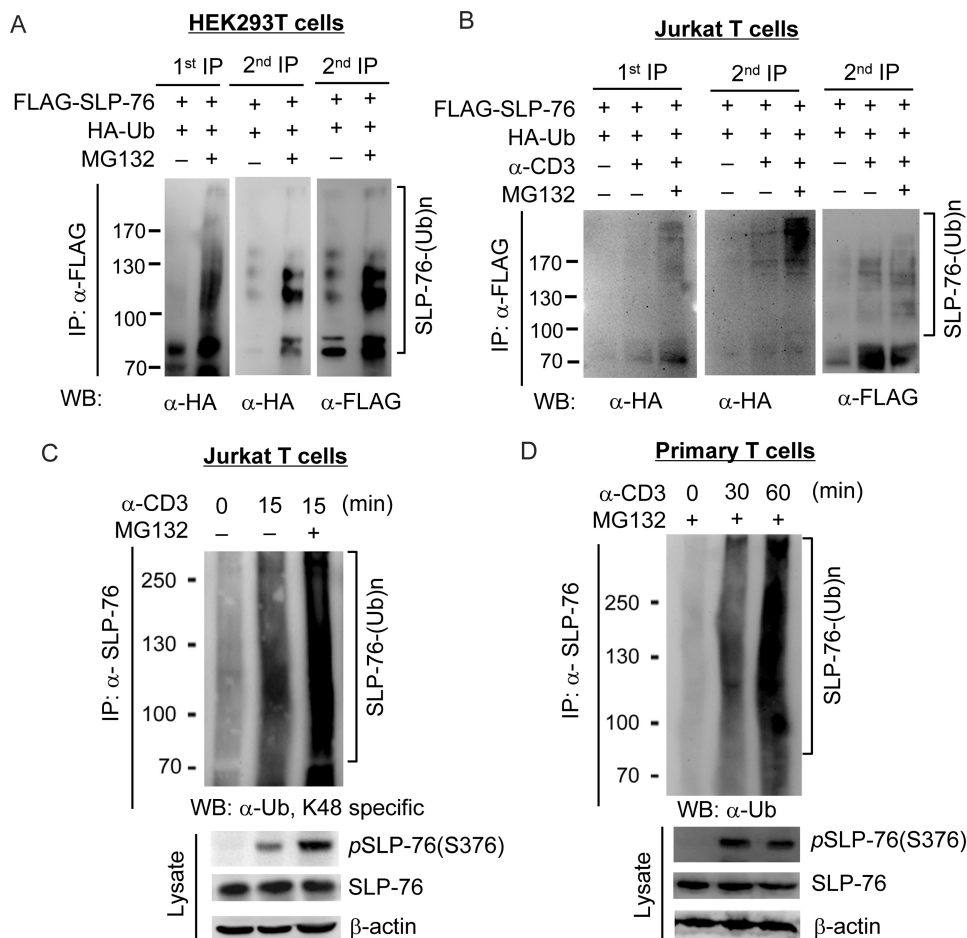 A
HEK293T cells
1st IP 2nd IP 2nd IP
FLAG-SLP-76 + + + + + +
HA-Ub + + + + + +
MG132 – + – + – +
IP: α-FLAG
170
130
100
70
SLP-76-(Ub)n
WB: α-HA α-HA α-FLAG
B
Jurkat T cells
1st IP 2nd IP 2nd IP
FLAG-SLP-76 + + + + + + + + +
HA-Ub + + + + + + + + +
α-CD3 – + + – + + – + +
MG132 – – + – – + – – +
IP: α-FLAG
170
130
100
70
SLP-76-(Ub)n
WB: α-HA α-HA α-FLAG
C
Jurkat T cells
α-CD3 0 15 15 (min)
MG132 – – +
IP: α- SLP-76
250
130
100
70
SLP-76-(Ub)n
WB: α-Ub, K48 specific
Lysate
pSLP-76(S376)
SLP-76
β-actin
D
Primary T cells
α-CD3 0 30 60 (min)
MG132 + + +
IP: α- SLP-76
250
130
100
70
SLP-76-(Ub)n
WB: α-Ub
Lysate
pSLP-76(S376)
SLP-76
β-actin